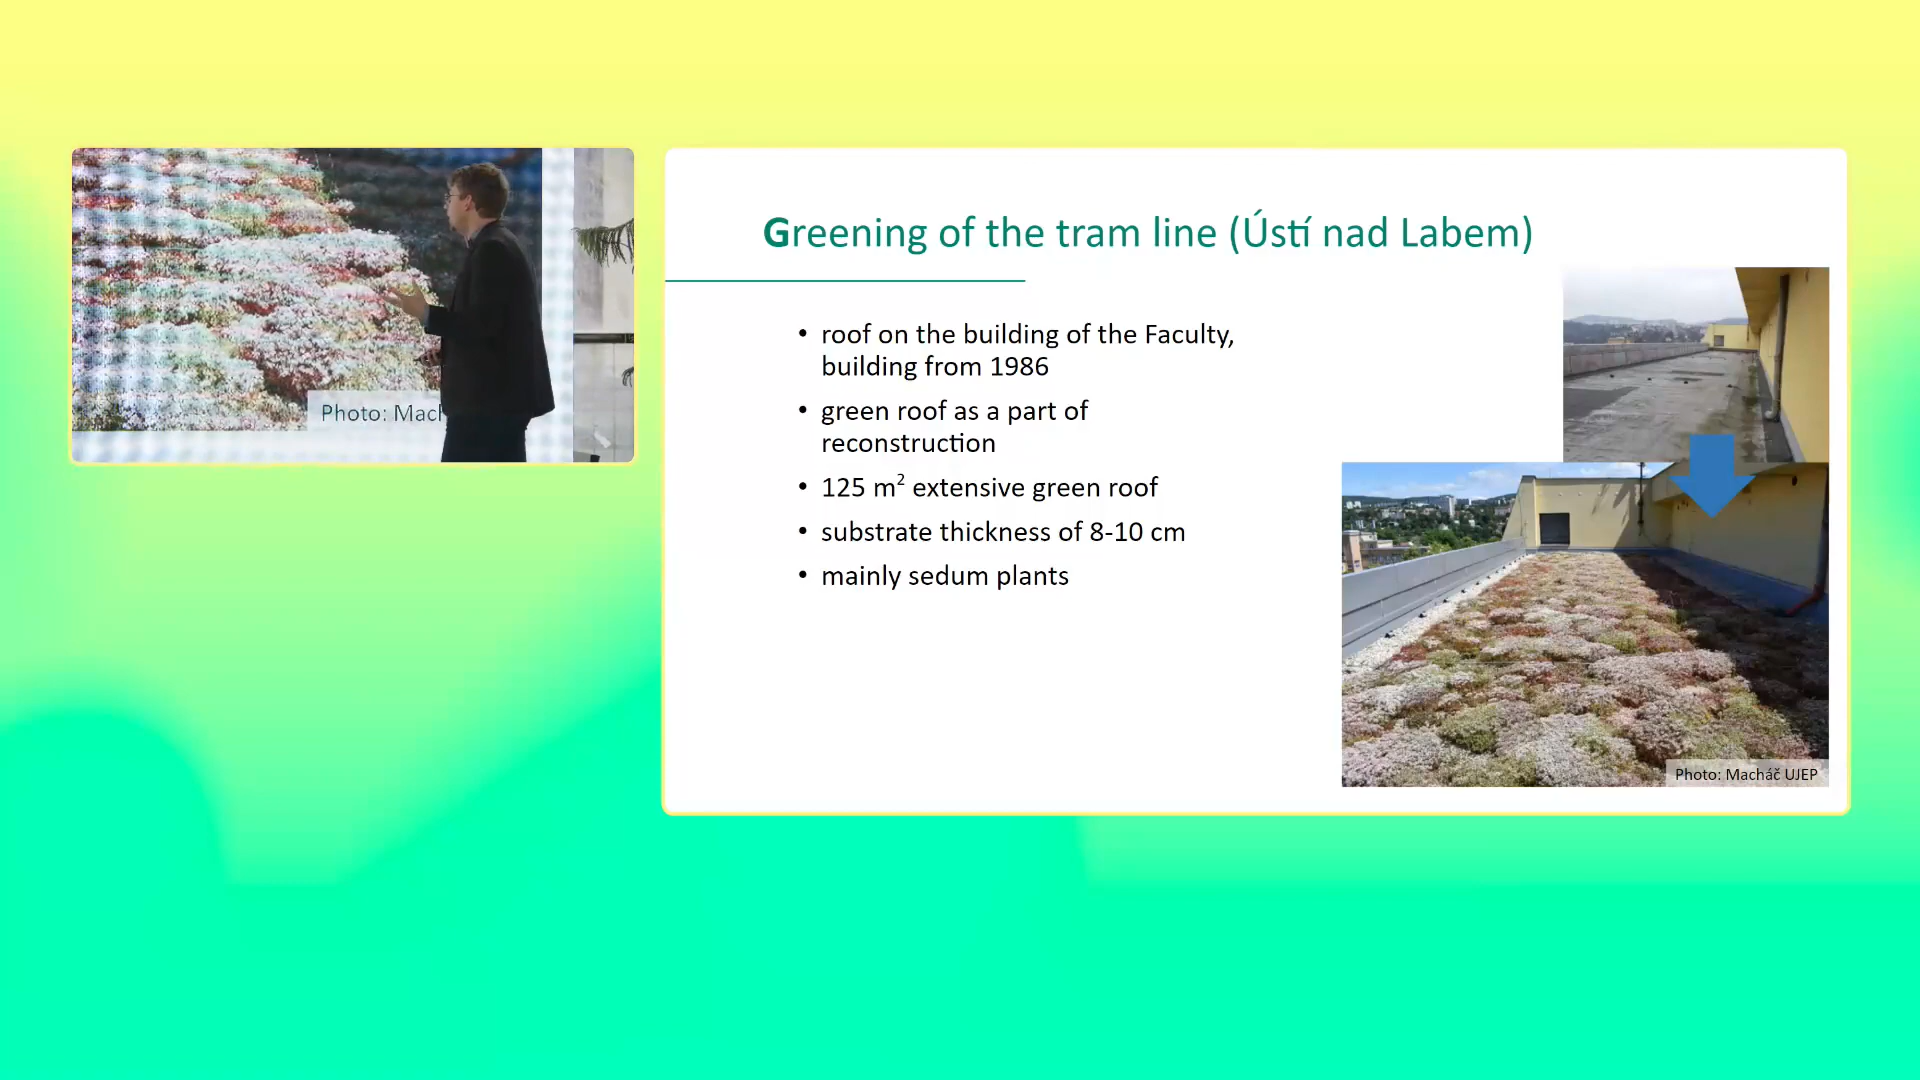 Photo: Mach
Greening of the tram line (Ústí nad Labem)
• roof on the building of the Faculty,
building from 1986
• green roof as a part of
reconstruction
• 125 m² extensive green roof
• substrate thickness of 8-10 cm
• mainly sedum plants
Photo: Macháč UJEP